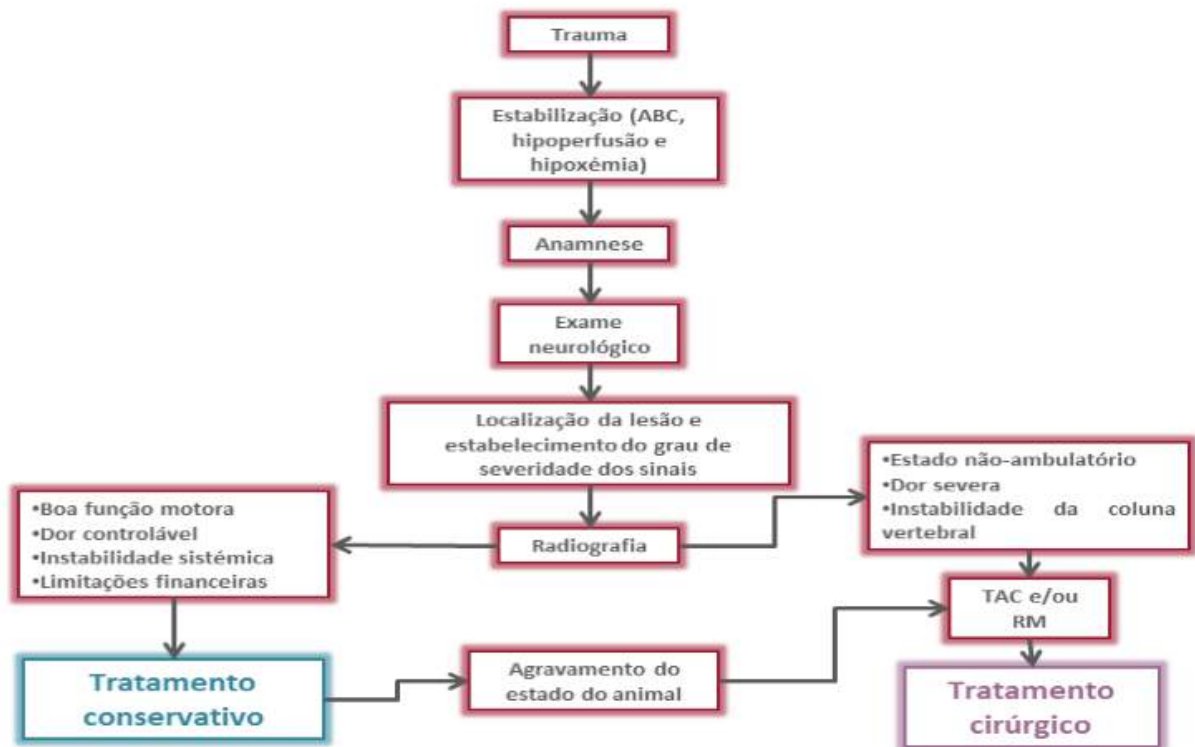 Trauma
Estabilização (ABC,
hipoperfusão e
hipoxémia)
Anamnese
Exame
neurológico
Localização da lesão e
estabelecimento do grau de
severidade dos sinais
•Estado não-ambulatório
•Dor severa
•Instabilidade da coluna
vertebral
•Boa função motora
•Dor controlável
•Instabilidade sistémica
•Limitações financeiras
Radiografia
TAC e/ou
RM
Tratamento
conservativo
Agravamento do
estado do animal
Tratamento
cirúrgico